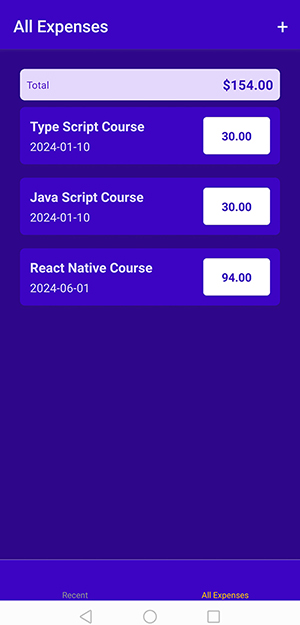 All Expenses +
Total $154.00
Type Script Course
2024-01-10
30.00
Java Script Course
2024-01-10
30.00
React Native Course
2024-06-01
94.00
Recent All Expenses